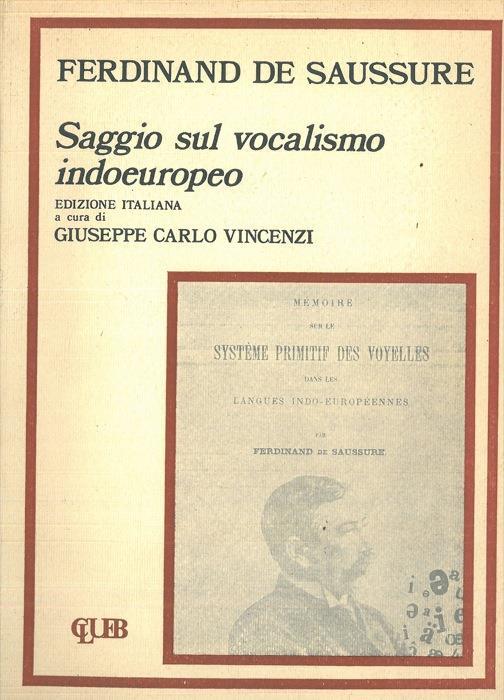 FERDINAND DE SAUSSURE
Saggio sul vocalismo
indoeuropeo
EDIZIONE ITALIANA
a cura di
GIUSEPPE CARLO VINCENZI
MÉMOIRE
SUR LE
SYSTÈME PRIMITIF DES VOYELLES
DANS LES
LANGUES INDO-EUROPÉENNES
PAR
FERDINAND DE SAUSSURE
CLUEB